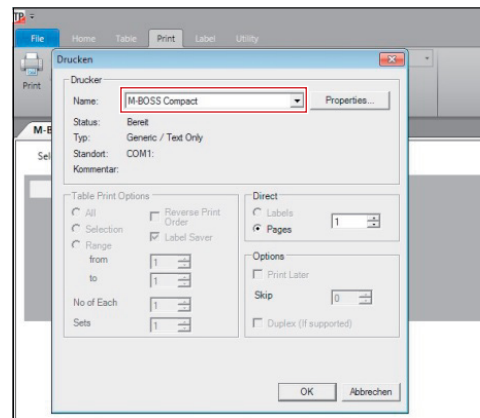 TP
File Home Table Print Label Utility
Print
M-B
Sel
Drucken
Drucker
Name: M-BOSS Compact Properties...
Status: Bereit
Typ: Generic / Text Only
Standort: COM1:
Kommentar:
Table Print Options
All
Selection
Range
from 1
to 1
No of Each 1
Sets 1
Reverse Print
Order
Label Saver
Direct
Labels
Pages
1
Options
Print Later
Skip 0
Duplex (If supported)
OK Abbrechen